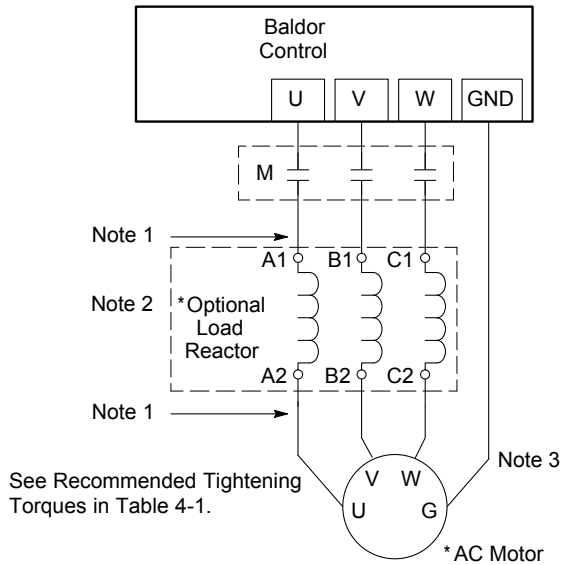 Baldor
Control
U V W GND
M
Note 1
A1 B1 C1
Note 2 *Optional
Load
Reactor
A2 B2 C2
Note 1
V W Note 3
See Recommended Tightening
Torques in Table 4-1.
U G
*AC Motor